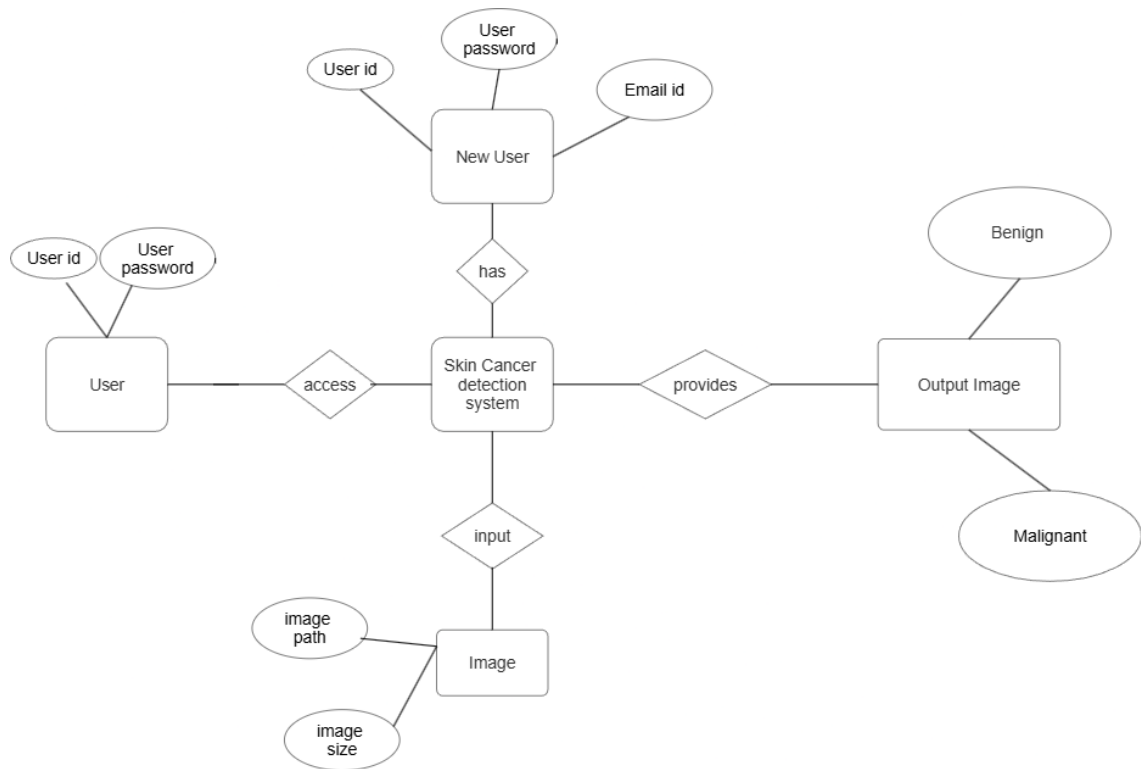 User
password
User id
Email id
New User
Benign
User id
User
password
has
User
access
Skin Cancer
detection
system
provides
Output Image
input
Malignant
image
path
Image
image
size